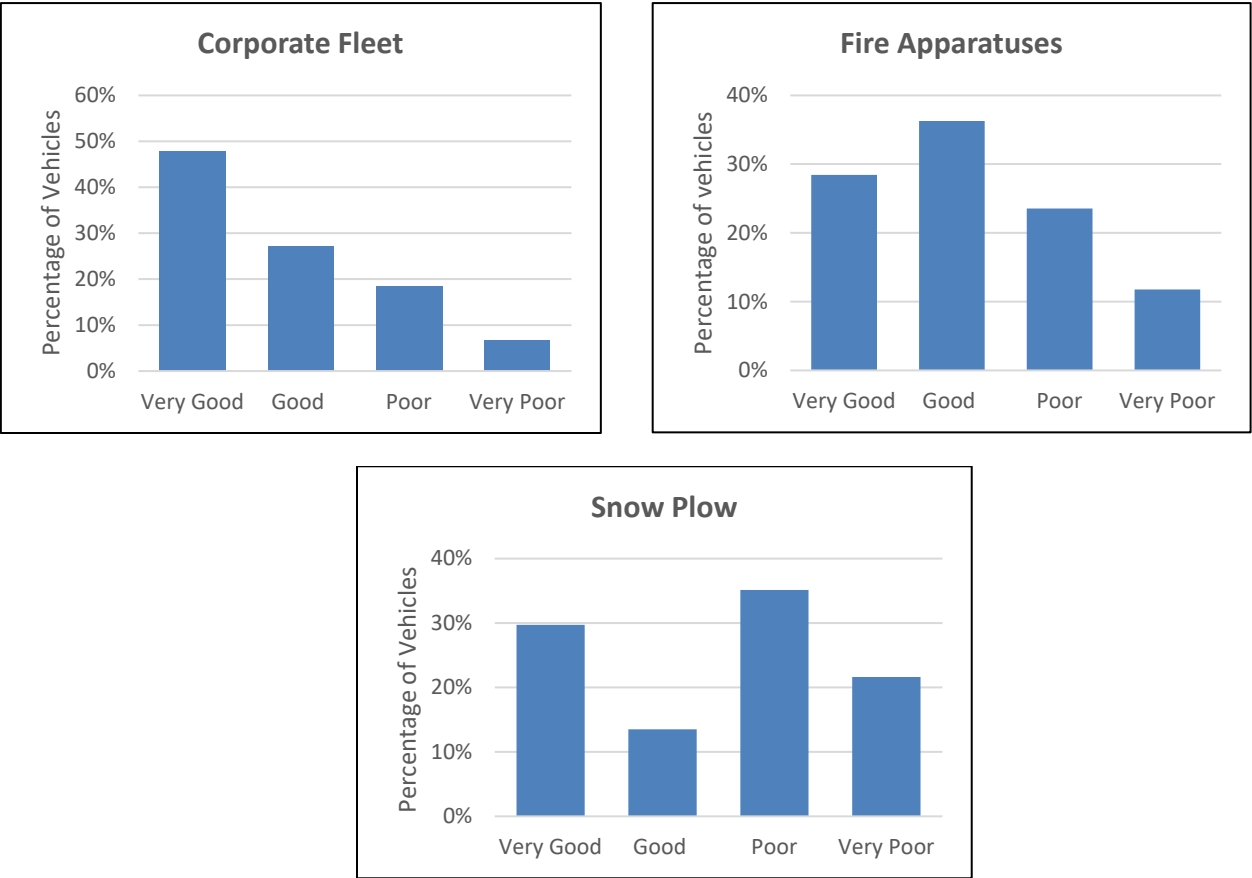 Corporate Fleet
Percentage of Vehicles
60%
50%
40%
30%
20%
10%
0%
Very Good Good Poor Very Poor
Fire Apparatuses
Percentage of vehicles
40%
30%
20%
10%
0%
Very Good Good Poor Very Poor
Snow Plow
Percentage of Vehicles
40%
30%
20%
10%
0%
Very Good Good Poor Very Poor